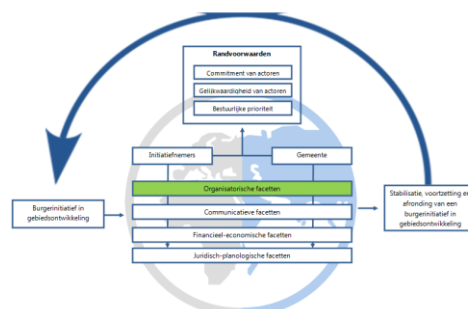 Randvoorwaarden
Commitment van actoren
Gelijkwaardigheid van actoren
Bestuurlijke prioriteit
Initiatiefnemers
Gemeente
Organisatorische facetten
Burgerinitiatief in
gebiedsontwikkeling
Communicatieve facetten
Stabilisatie, voortzetting en
afronding van een
burgerinitiatief in
gebiedsontwikkeling
Financieel-economische facetten
Juridisch-planologische facetten